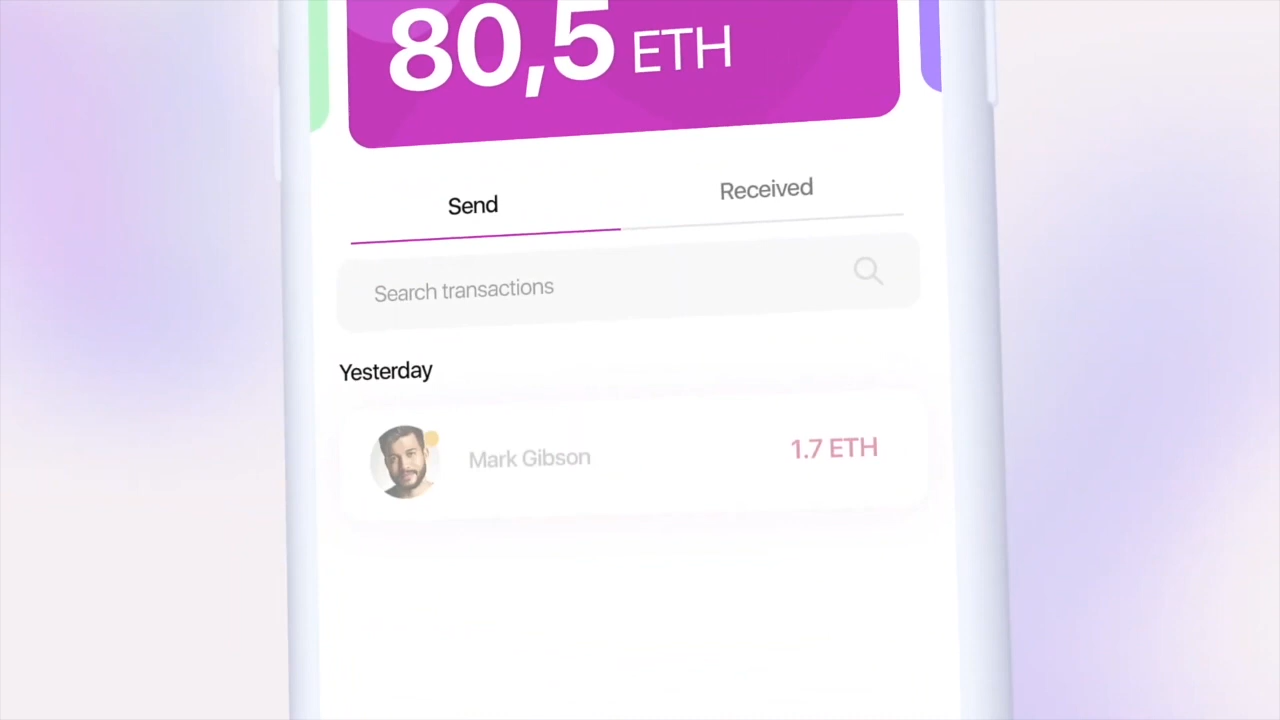 80,5 ETH
Send
Received
Search transactions
Yesterday
Mark Gibson
1.7 ETH